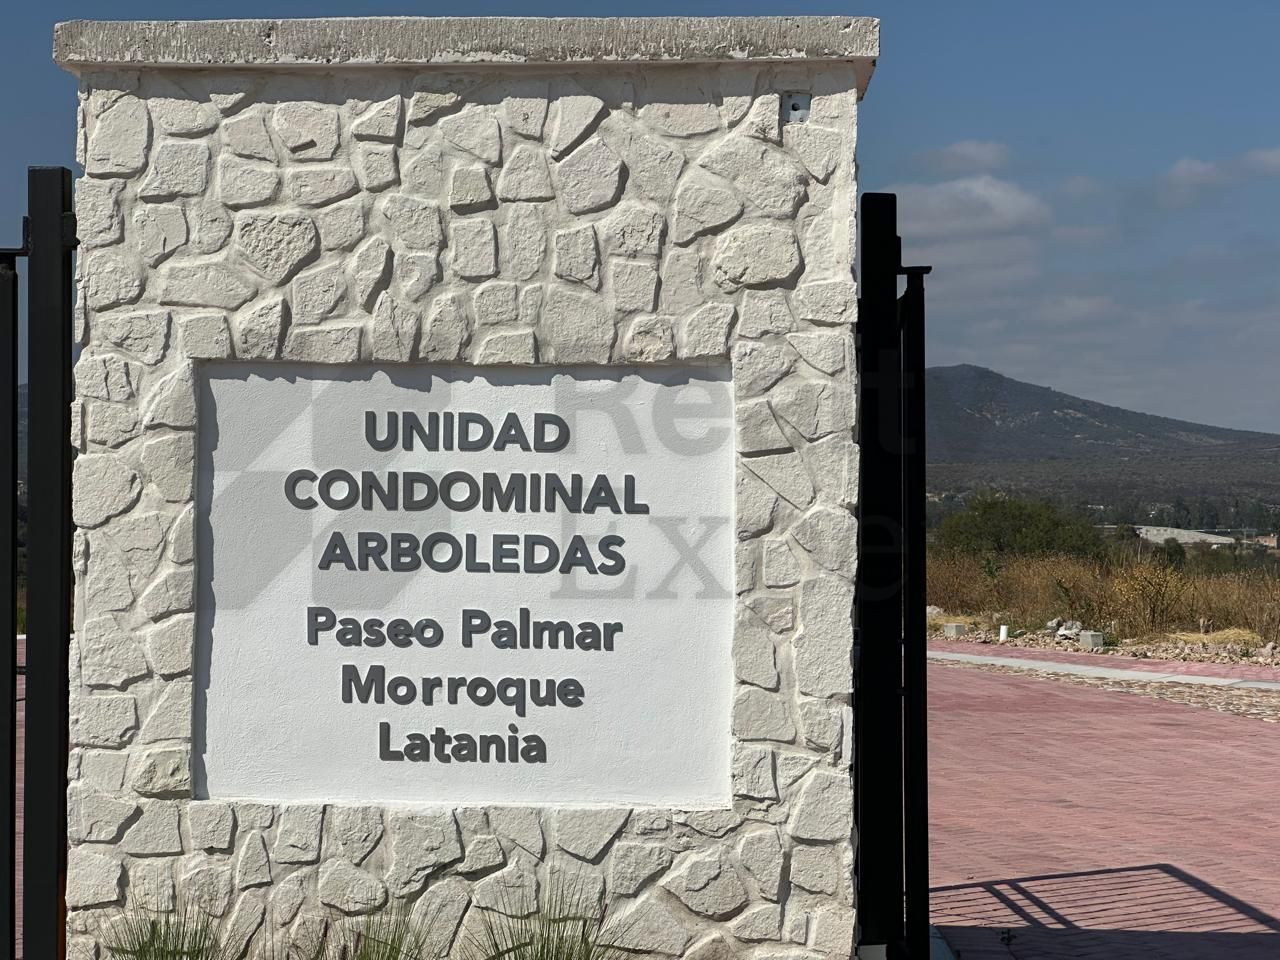 UNIDAD
CONDOMINAL
ARBOLEDAS
Paseo Palmar
Morroque
Latania